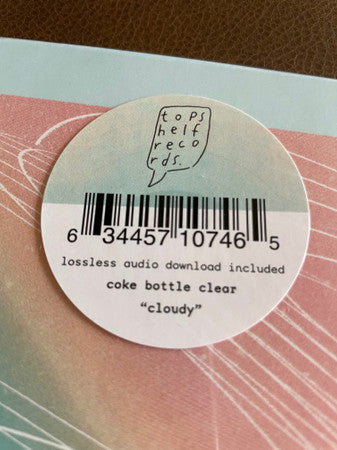 tops
helf
reco
rds.
6 34457 10746 5
lossless audio download included
coke bottle clear
“cloudy”